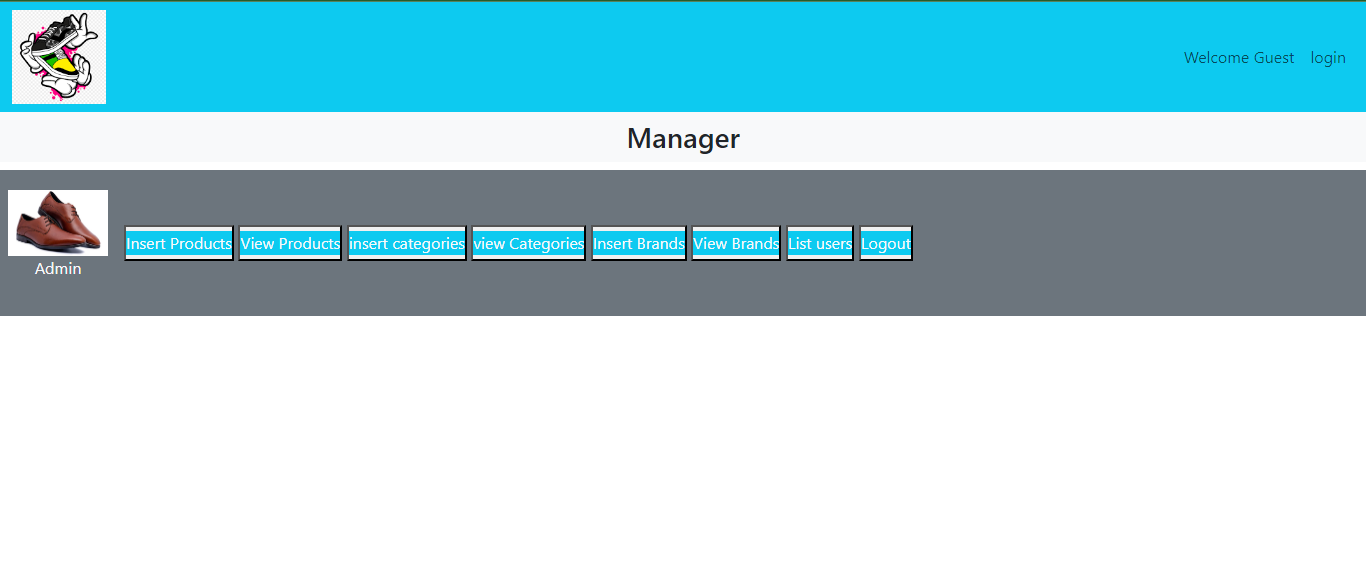 Welcome Guest login
Manager
Insert Products View Products insert categories view Categories Insert Brands View Brands List users Logout
Admin